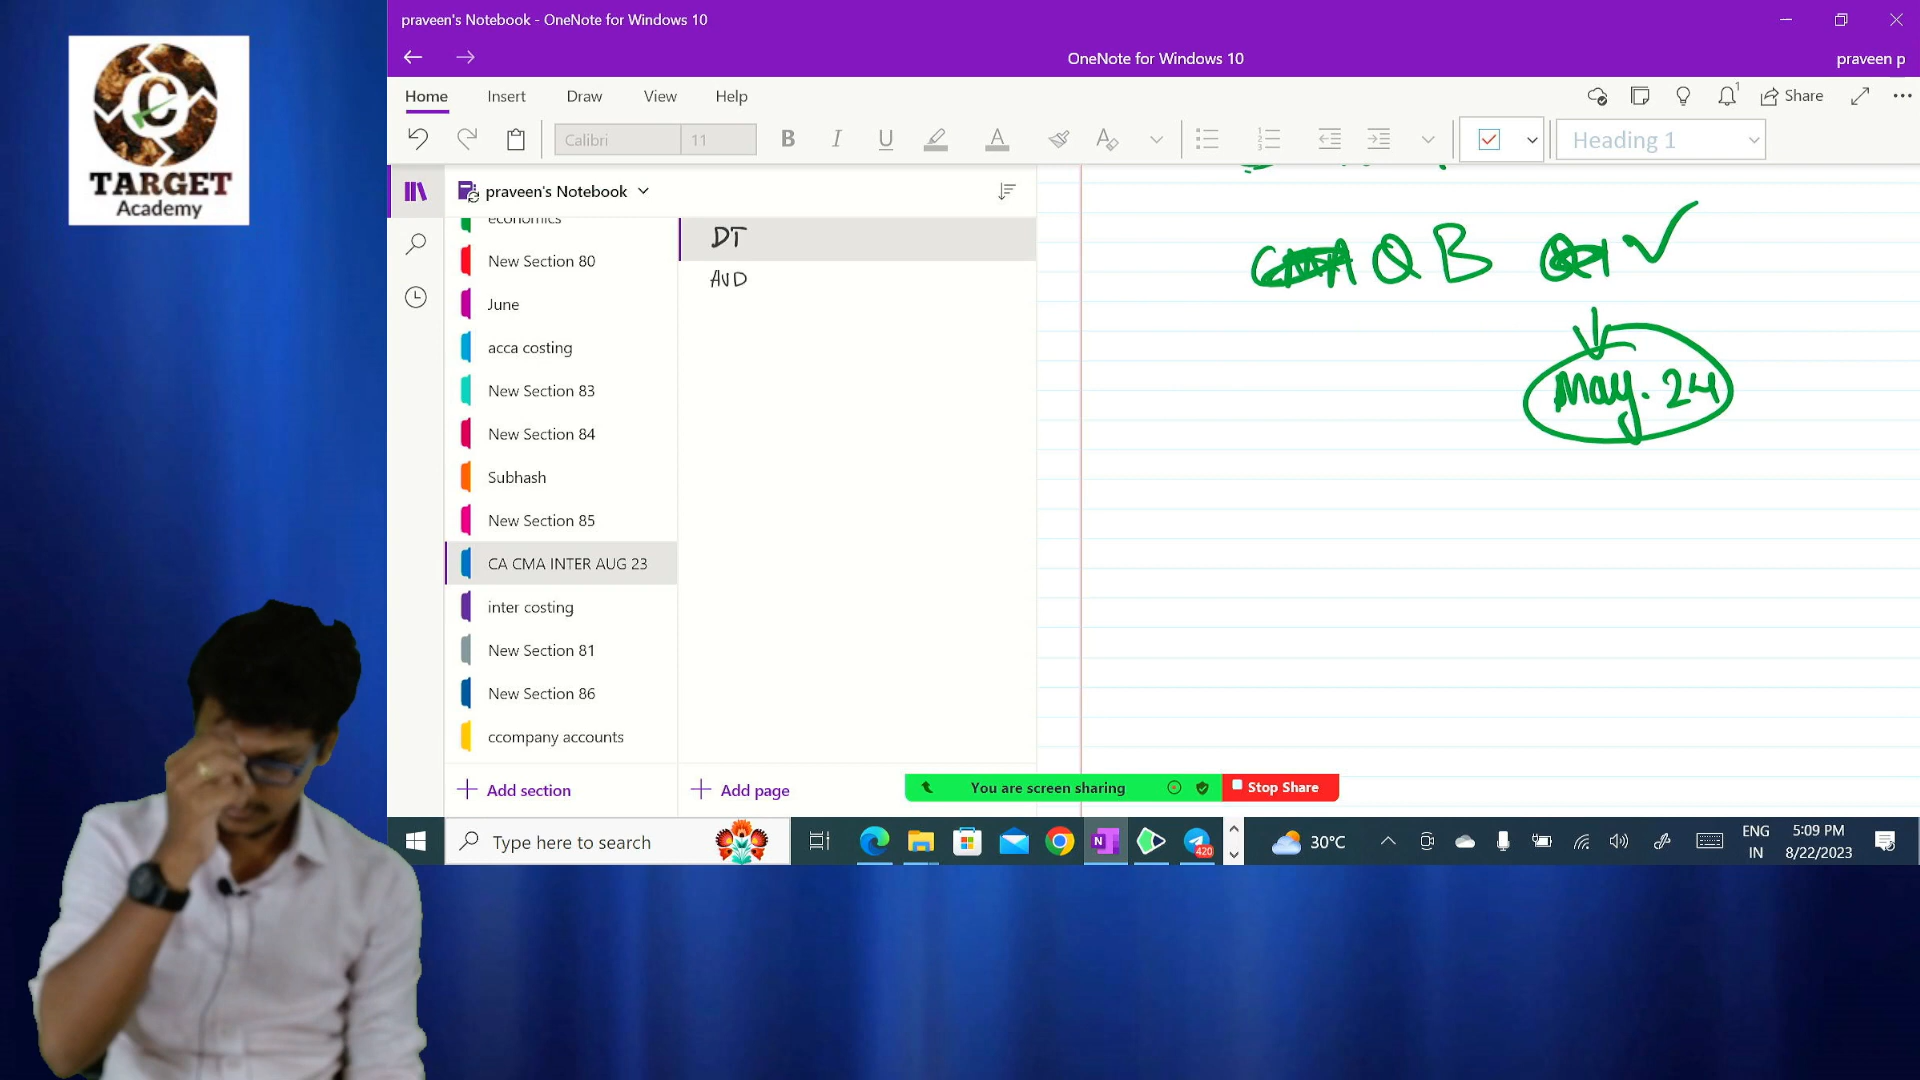 TARGET
Academy
praveen's Notebook - OneNote for Windows 10
OneNote for Windows 10
praveen p
Home Insert Draw View Help
1
Share
Calibri 11 B I U A
Heading 1
praveen's Notebook
economics
New Section 80
June
acca costing
New Section 83
New Section 84
Subhash
New Section 85
CA CMA INTER AUG 23
inter costing
New Section 81
New Section 86
ccompany accounts
Add section
DT
AND
Add page
Q B
May. 24
You are screen sharing
Stop Share
Type here to search
420
30°C
ENG
IN
5:09 PM
8/22/2023